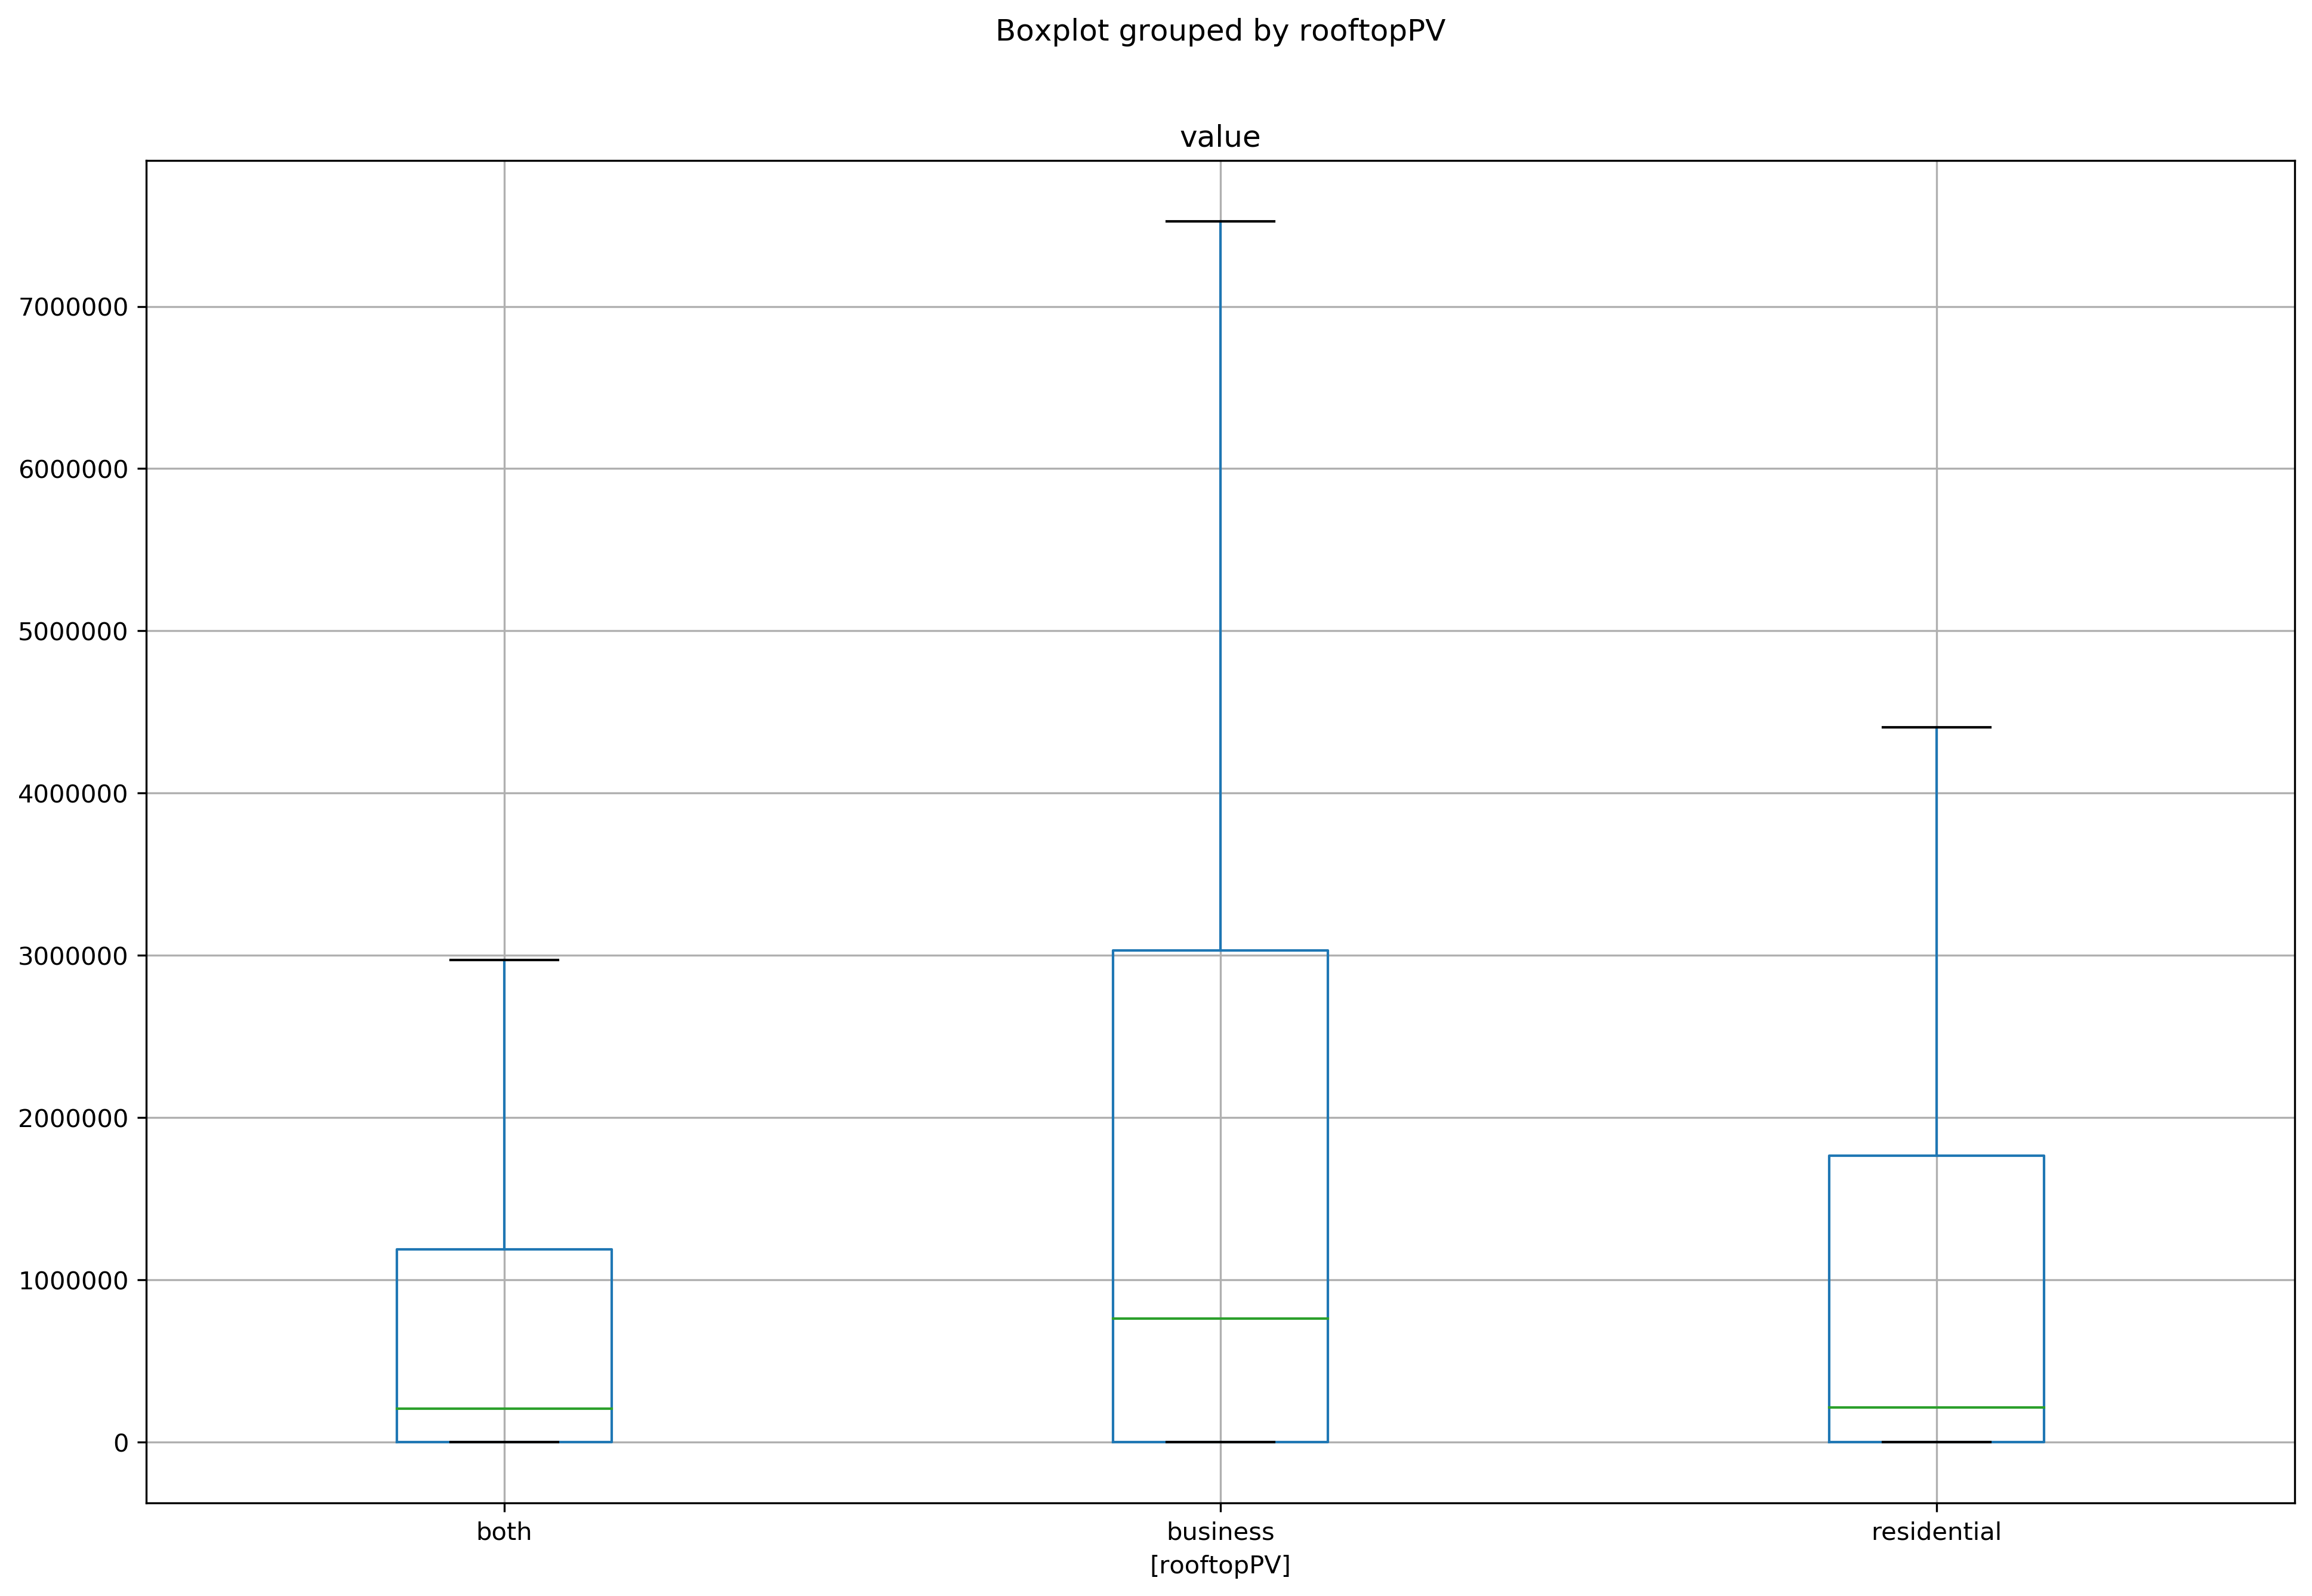 Boxplot grouped by rooftopPV
value
7000000
6000000
5000000
4000000
3000000
2000000
1000000
0
both business residential
[rooftopPV]